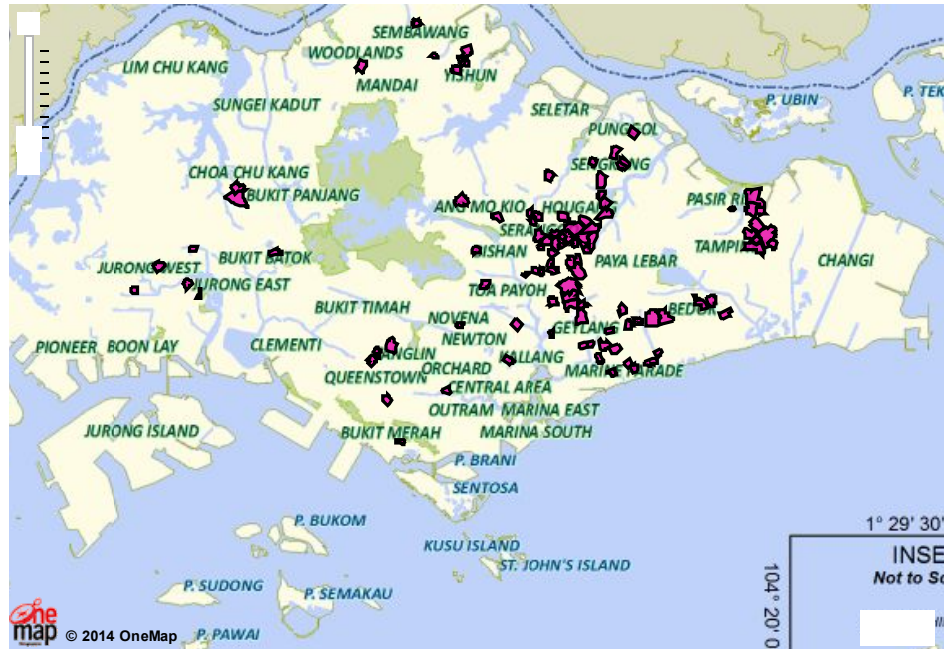 SEMBAWANG
WOODLANDS
LIM CHU KANG
YISHUN
MANDAI
SUNGEI KADUT
SELETAR
P. UBIN
P. TEK
PUNGGOL
SENGKANG
CHOA CHU KANG
BUKIT PANJANG
PASIR RI
ANG MO KIO
HOUGANG
SERANGO
TAMPIN
BISHAN
BUKIT BATOK
PAYA LEBAR
CHANGI
JURONG WEST
JURONG EAST
TOA PAYOH
BUKIT TIMAH
NOVENA
BEDOK
GEYLANG
NEWTON
PIONEER
BOON LAY
CLEMENTI
TANGLIN
KALLANG
ORCHARD
MARINE PARADE
QUEENSTOWN
CENTRAL AREA
OUTRAM
MARINA EAST
JURONG ISLAND
BUKIT MERAH
MARINA SOUTH
P. BRANI
SENTOSA
P. BUKOM
1° 29' 30'
KUSU ISLAND
INSE
ST. JOHN'S ISLAND
Not to Sc
104° 20' 0
P. SUDONG
P. SEMAKAU
One
map
© 2014 OneMap
P. PAWAI